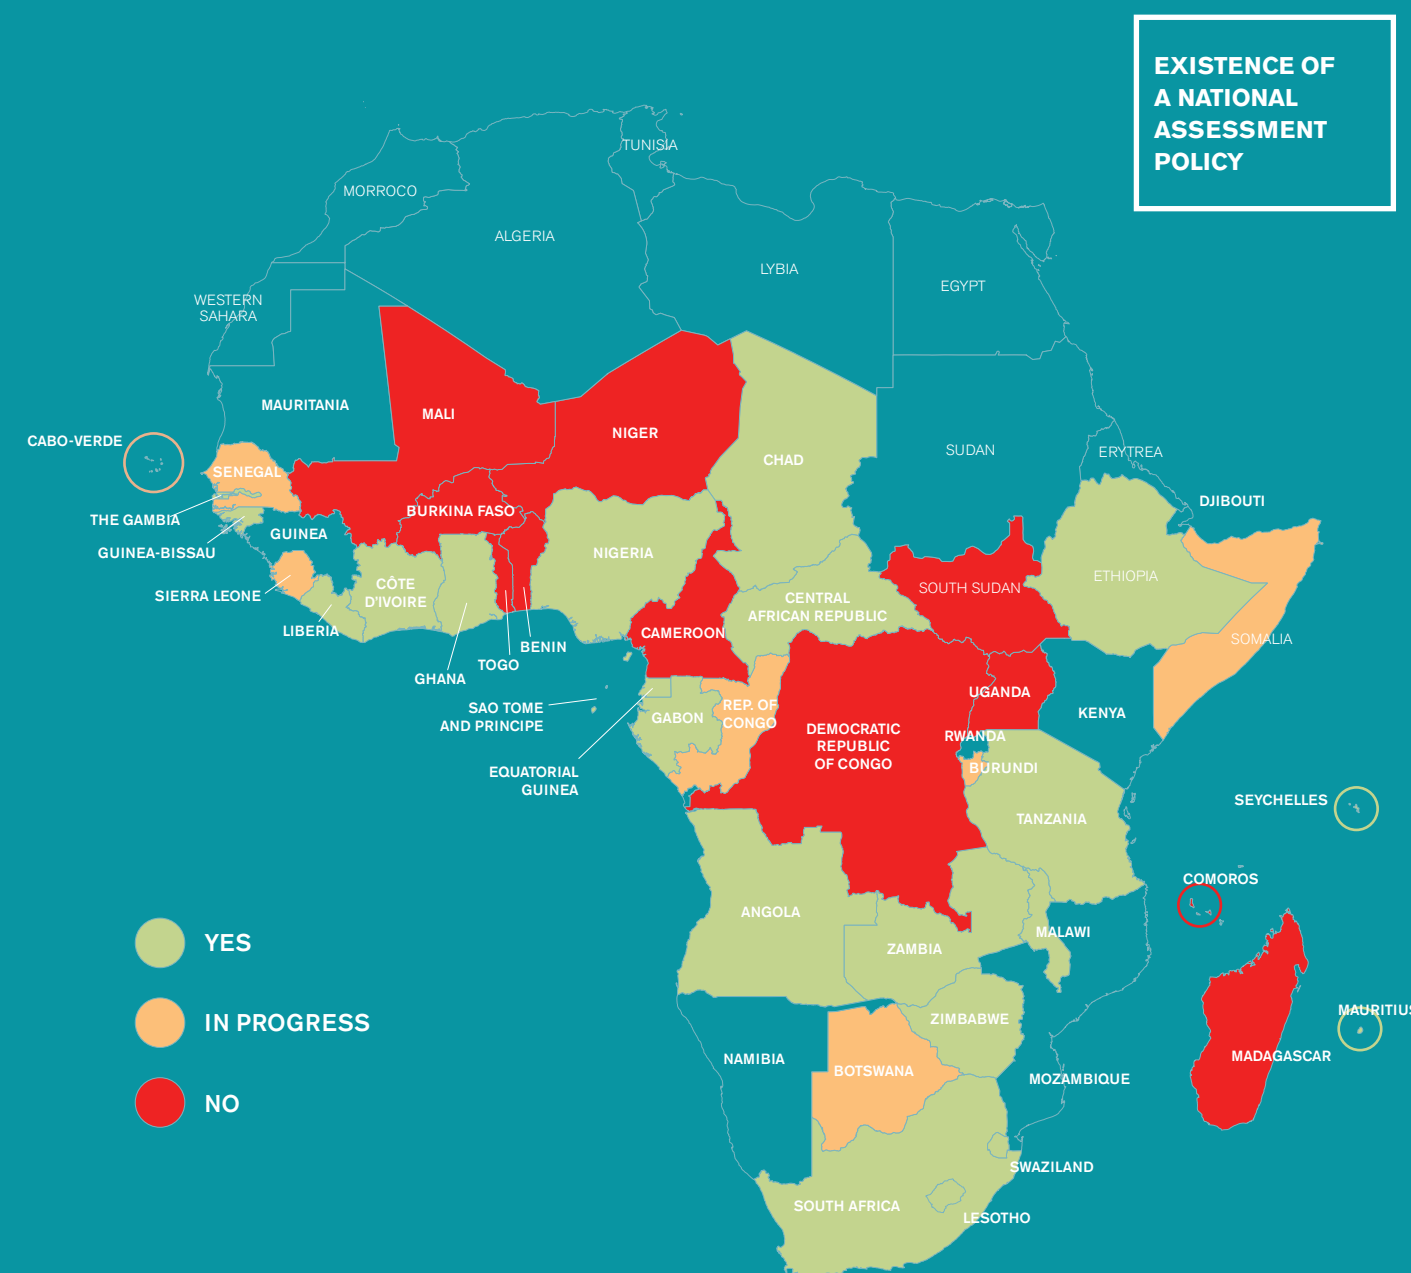 EXISTENCE OF
A NATIONAL
ASSESSMENT
POLICY
TUNISIA
MORROCO
ALGERIA
LYBIA
EGYPT
WESTERN
SAHARA
MAURITANIA
MALI
NIGER
CHAD
SUDAN
ERYTREA
CABO-VERDE
SENEGAL
DJIBOUTI
THE GAMBIA
BURKINA FASO
GUINEA
GUINEA-BISSAU
NIGERIA
ETHIOPIA
SOUTH SUDAN
SIERRA LEONE
CÔTE
D'IVOIRE
CENTRAL
AFRICAN REPUBLIC
LIBERIA
CAMEROON
SOMALIA
BENIN
TOGO
GHANA
UGANDA
SAO TOME
AND PRINCIPE
GABON
REP. OF
CONGO
KENYA
DEMOCRATIC
REPUBLIC
OF CONGO
RWANDA
BURUNDI
EQUATORIAL
GUINEA
SEYCHELLES
TANZANIA
COMOROS
ANGOLA
MALAWI
ZAMBIA
YES
IN PROGRESS
NO
MAURITIUS
ZIMBABWE
NAMIBIA
BOTSWANA
MADAGASCAR
MOZAMBIQUE
SWAZILAND
SOUTH AFRICA
LESOTHO